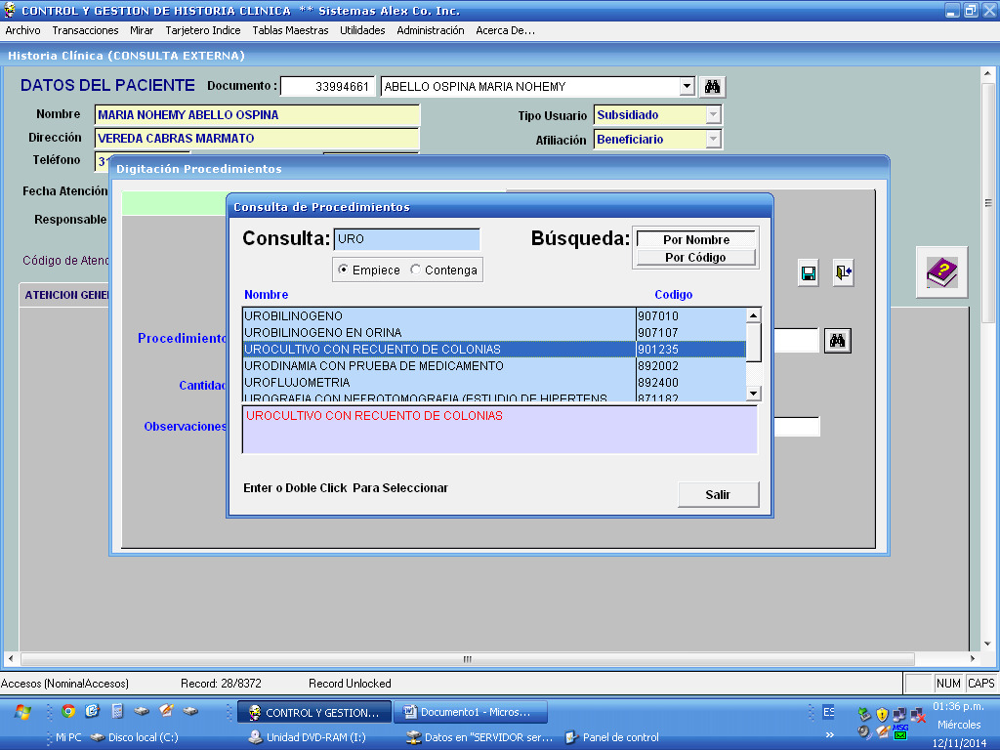 CONTROL Y GESTION DE HISTORIA CLINICA ** Sistemas Alex Co. Inc.
Archivo Transacciones Mirar Tarjetero Indice Tablas Maestras Utilidades Administración Acerca De...
Historia Clínica (CONSULTA EXTERNA)
DATOS DEL PACIENTE Documento : 33994661 ABELLO OSPINA MARIA NOHEMY
Nombre MARIA NOHEMY ABELLO OSPINA Tipo Usuario Subsidiado
Dirección VEREDA CABRAS MARMATO Afiliación Beneficiario
Teléfono 31
Digitación Procedimientos
Fecha Atención
Responsable
Código de Atenc
ATENCION GENE
Procedimiento
Cantidad
Observaciones
Consulta de Procedimientos
Consulta: URO Búsqueda: Por Nombre
Por Código
Empiece Contenga
Nombre Codigo
UROBILINOGENO 907010
UROBILINOGENO EN ORINA 907107
UROCULTIVO CON RECUENTO DE COLONIAS 901235
URODINAMIA CON PRUEBA DE MEDICAMENTO 892002
UROFLUJOMETRIA 892400
UROGRAFIA CON NEFROTOMOGRAFIA (ESTUDIO DE HIPERTENS 871182
UROCULTIVO CON RECUENTO DE COLONIAS
Enter o Doble Click Para Seleccionar
Salir
Accesos (Nomina!Accesos) Record: 28/8372 Record Unlocked NUM CAPS
CONTROL Y GESTION... Documento1 - Micros... ES 01:36 p.m.
Miércoles
Mi PC Disco local (C:) Unidad DVD-RAM (I:) Datos en "SERVIDOR ser... Panel de control » MSG
12/11/2014